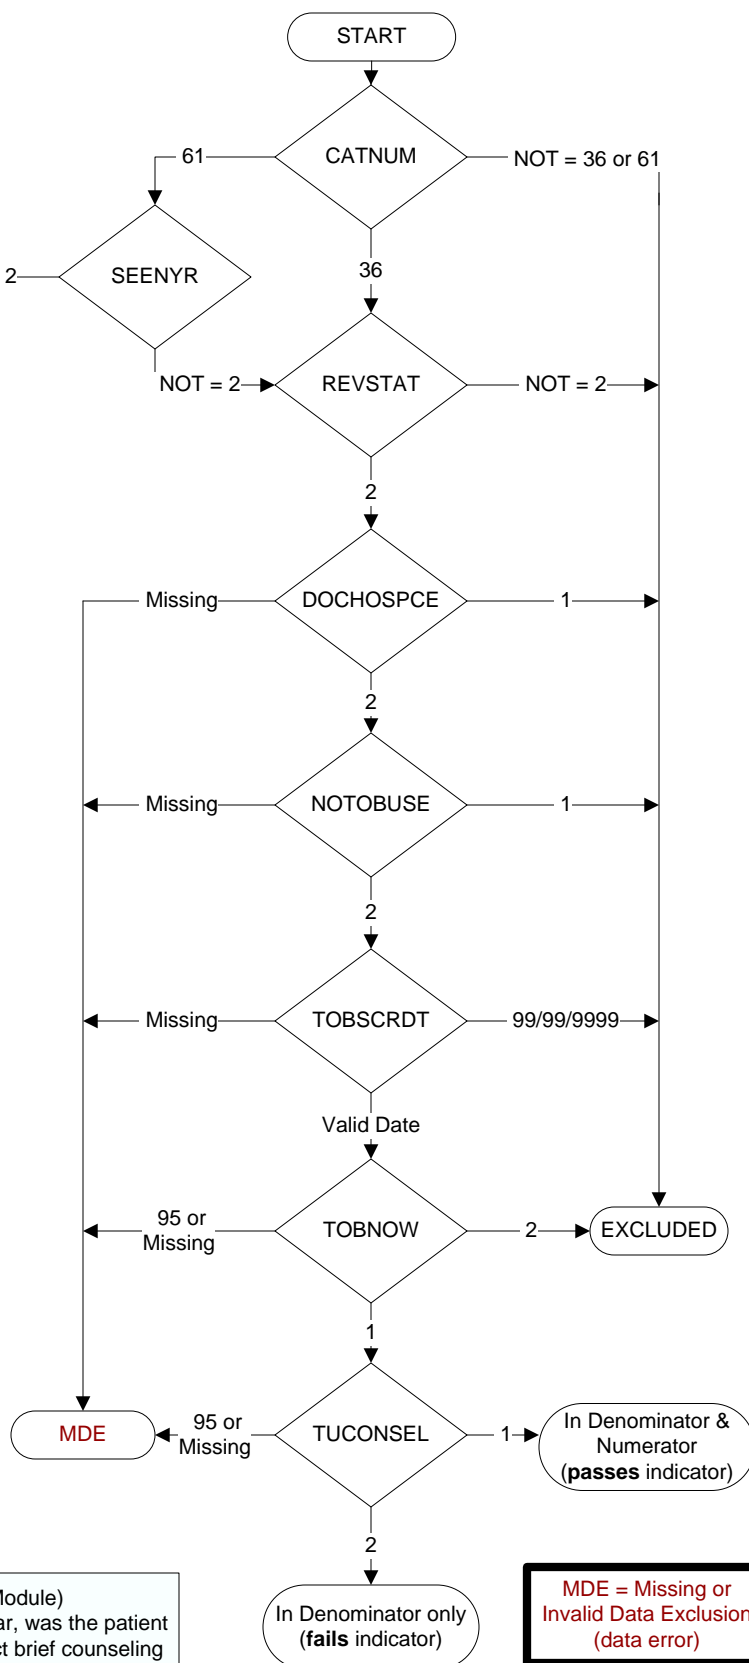 START
CATNUM
61
NOT = 36 or 61
36
2
SEENYR
NOT = 2
REVSTAT
NOT = 2
2
Missing
DOCHOSPCE
1
2
Missing
NOTOBUSE
1
2
Missing
TOBSCRDT
99/99/9999
Valid Date
95 or
Missing
TOBNOW
2
EXCLUDED
1
MDE
95 or
Missing
TUCONSEL
1
In Denominator &
Numerator
(passes indicator)
2
In Denominator only
(fails indicator)
Module)
ar, was the patient
ct brief counseling
MDE = Missing or
Invalid Data Exclusion
(data error)